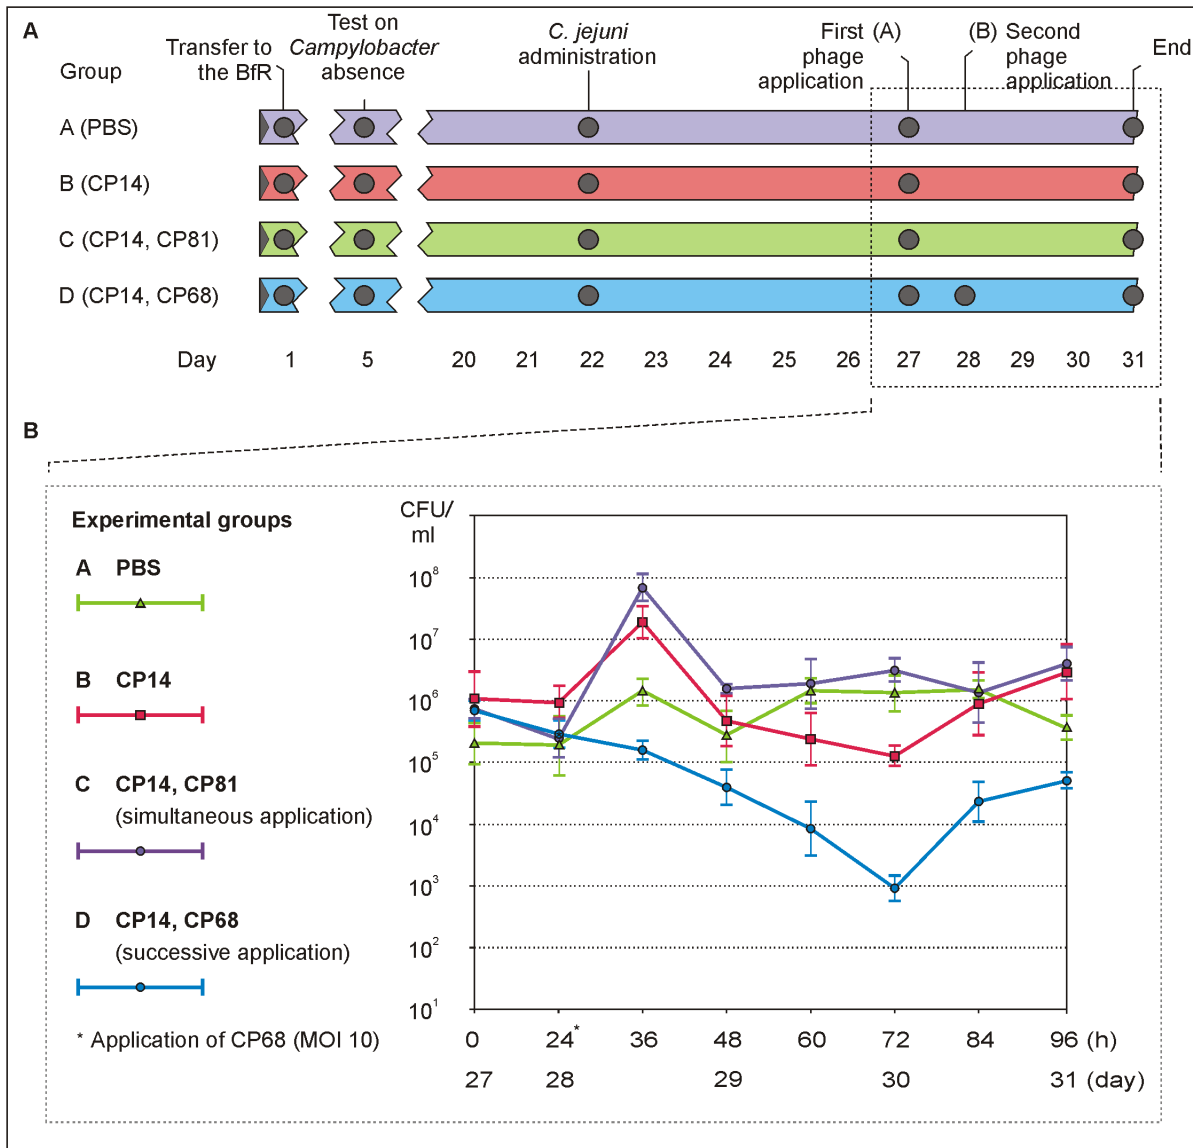 A
Group
Transfer to
the BfR
Test on
Campylobacter
absence
C. jejuni
administration
First (A)
phage
application
(B) Second
phage
application
End
A (PBS)
B (CP14)
C (CP14, CP81)
D (CP14, CP68)
Day 1 5 20 21 22 23 24 25 26 27 28 29 30 31
B
Experimental groups
A PBS
B CP14
C CP14, CP81
(simultaneous application)
D CP14, CP68
(successive application)
* Application of CP68 (MOI 10)
CFU/
ml
10⁸
10⁷
10⁶
10⁵
10⁴
10³
10²
10¹
0 24* 36 48 60 72 84 96 (h)
27 28 29 30 31 (day)